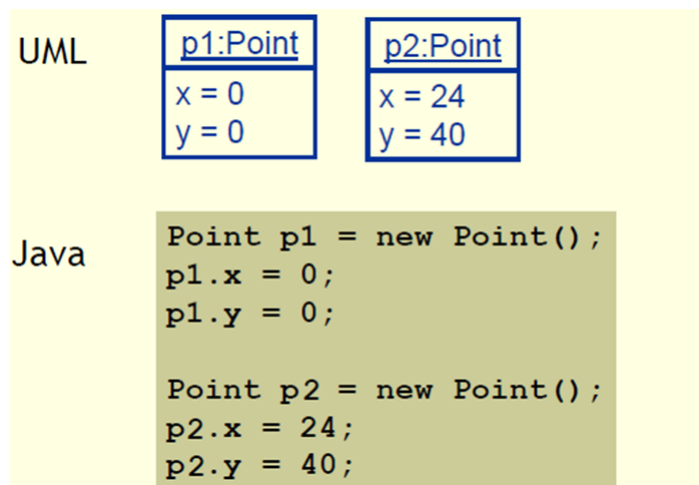 UML
p1:Point
x = 0
y = 0
p2:Point
x = 24
y = 40
Java
Point p1 = new Point();
p1.x = 0;
p1.y = 0;
Point p2 = new Point();
p2.x = 24;
p2.y = 40;